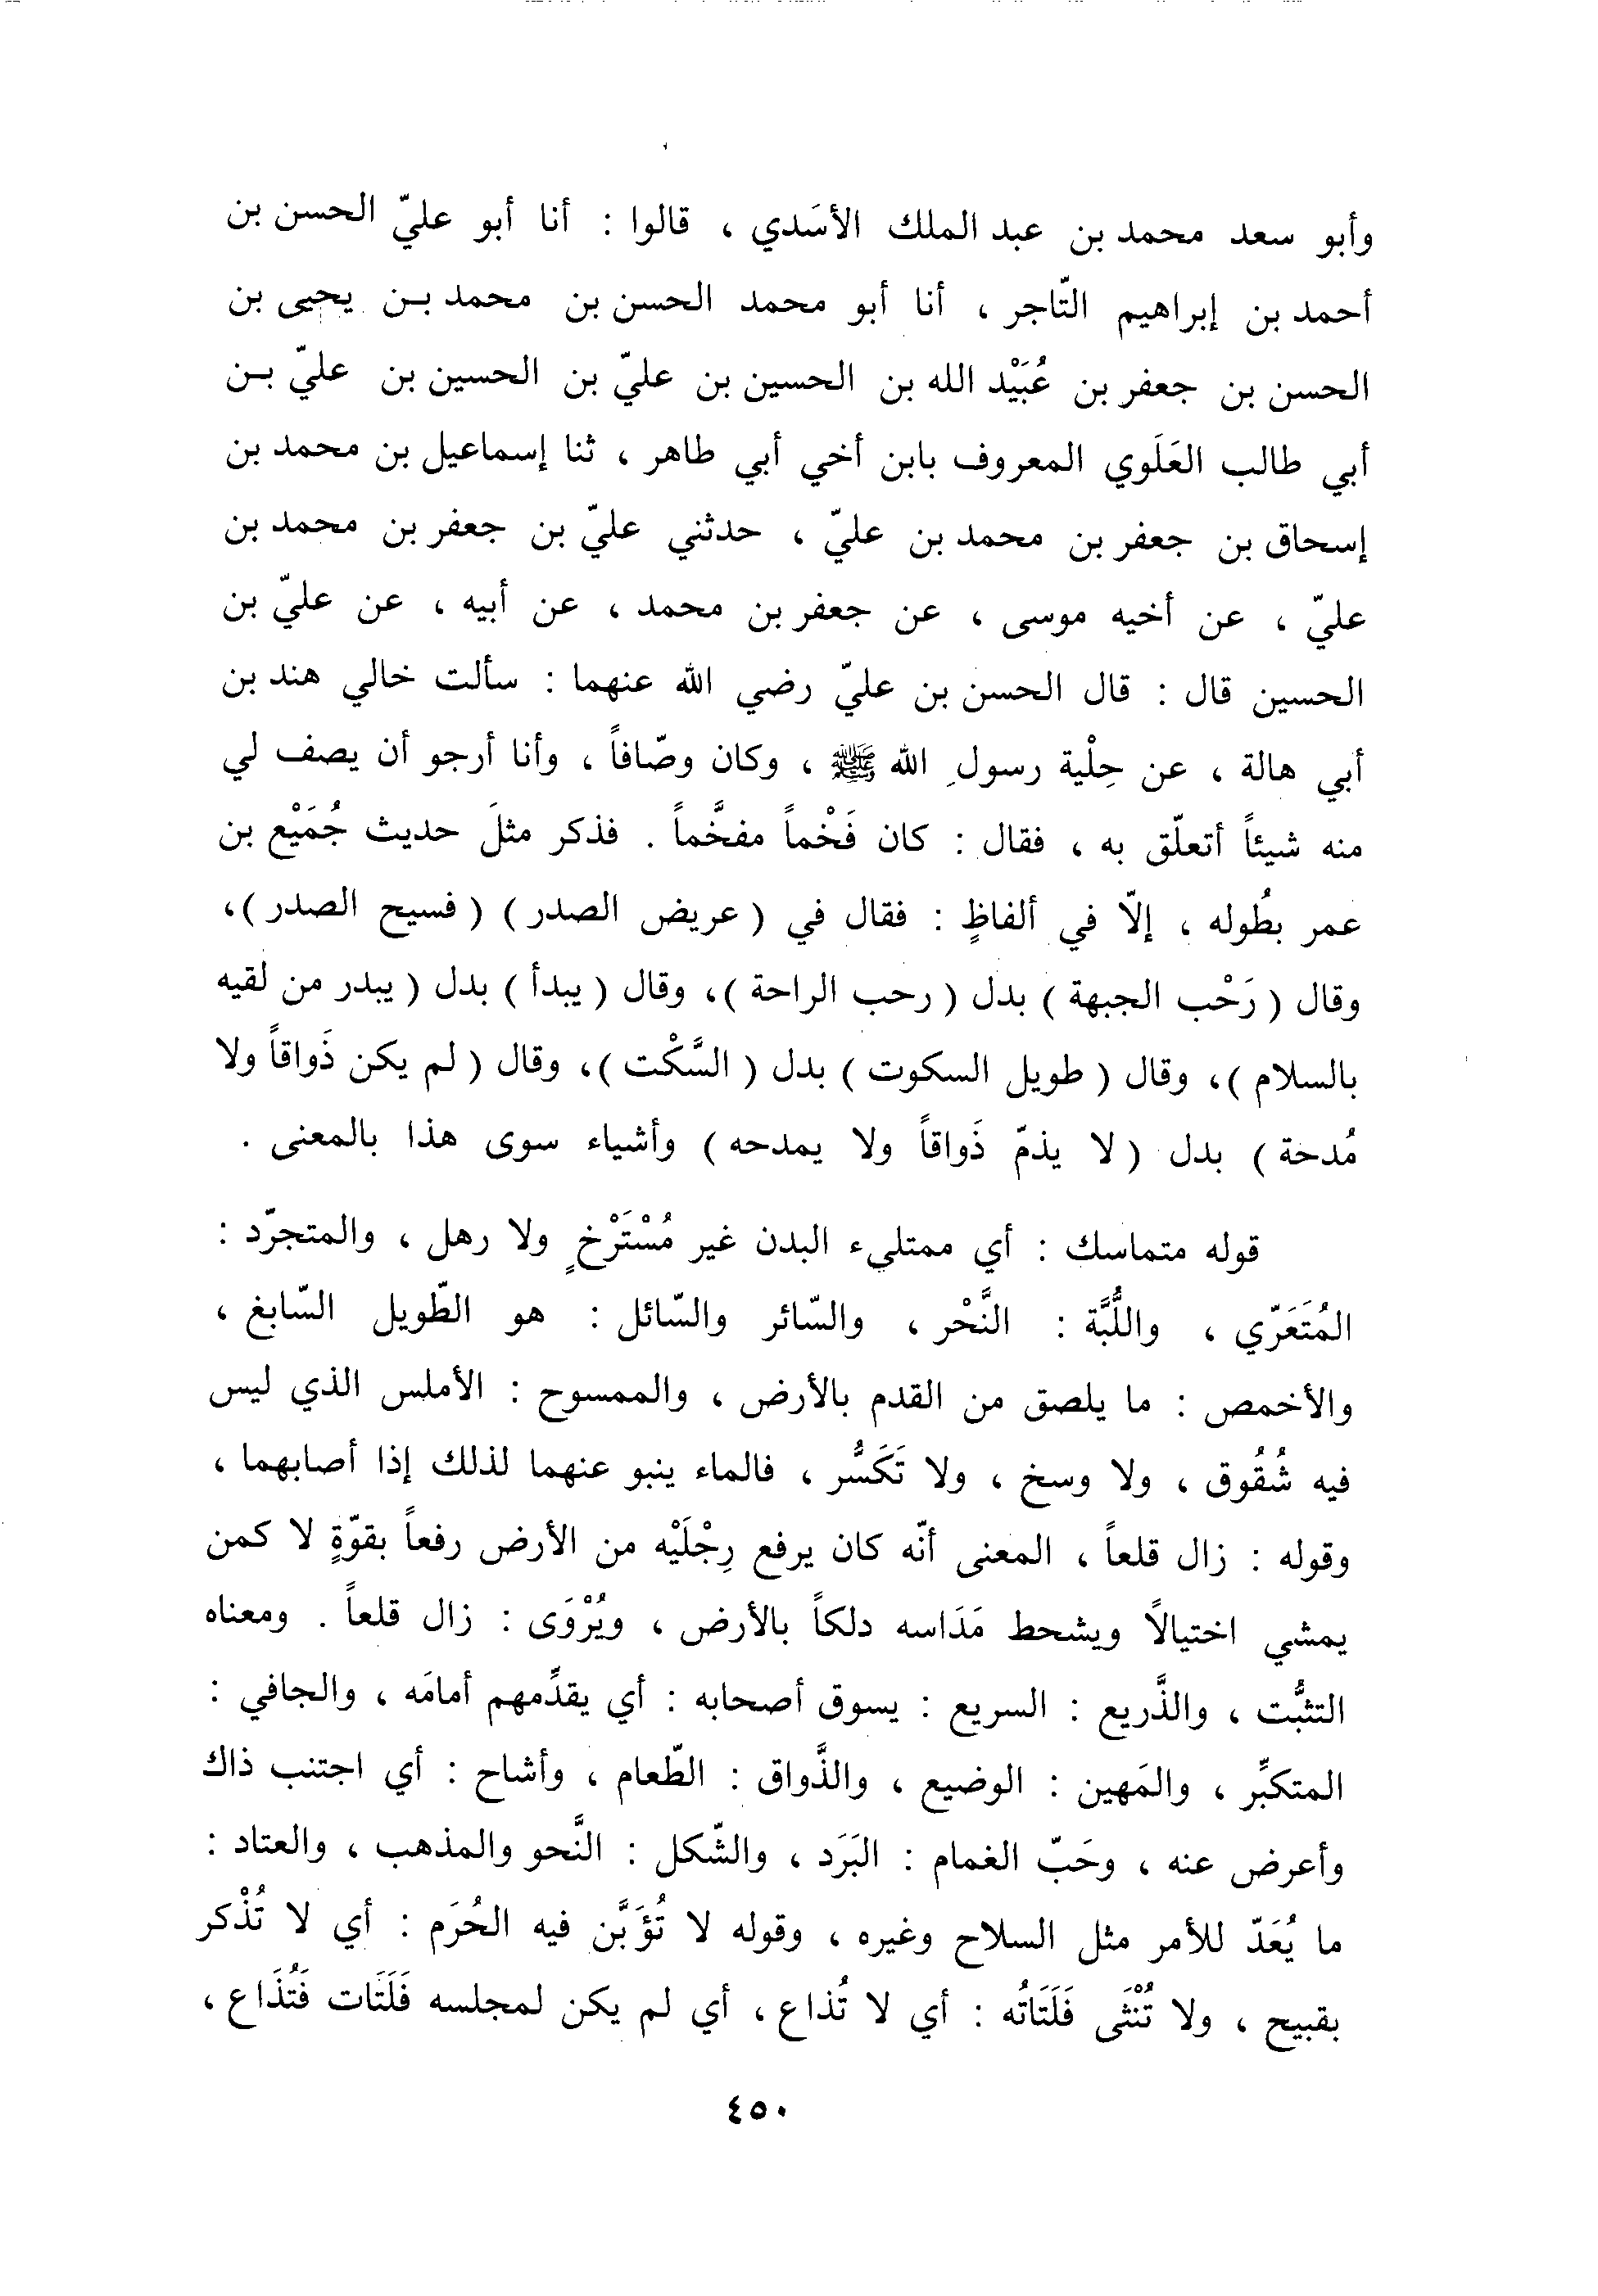 وأبو سعد محمد بن عبد الملك الأسَدي ، قالوا : أنا أبو عليّ الحسن بن
أحمد بن إبراهيم التّاجر ، أنا أبو محمد الحسن بن محمد بـن يحيى بن
الحسن بن جعفر بن عُبَيْد الله بن الحسين بن عليّ بن الحسين بن عليّ بـن
أبي طالب العَلَوي المعروف بابن أخي أبي طاهر ، ثنا إسماعيل بن محمد بن
إسحاق بن جعفر بن محمد بن عليّ ، حدثني عليّ بن جعفر بن محمد بن
عليّ ، عن أخيه موسى ، عن جعفر بن محمد ، عن أبيه ، عن عليّ بن
الحسين قال : قال الحسن بن عليّ رضي الله عنهما : سألت خالي هند بن
أبي هالة ، عن حِلْية رسولِ الله ﷺ ، وكان وصّافاً ، وأنا أرجو أن يصف لي
منه شيئاً أتعلّق به ، فقال : كان فَخْماً مفخَّماً . فذكر مثلَ حديث جُمَيْع بن
عمر بطُوله ، إلّا في ألفاظٍ : فقال في ( عريض الصدر ) ( فسيح الصدر )،
وقال ( رَحْب الجبهة ) بدل ( رحب الراحة )، وقال ( يبدأ ) بدل ( يبدر من لقيه
بالسلام )، وقال ( طويل السكوت ) بدل ( السَّكْت )، وقال ( لم يكن ذَواقاً ولا
مُدحة ) بدل ( لا يذمّ ذَواقاً ولا يمدحه ) وأشياء سوى هذا بالمعنى .
قوله متماسك : أي ممتليء البدن غير مُسْتَرْخٍ ولا رهل ، والمتجرّد :
المُتَعَرّي ، واللُّبَّة : النَّحْر ، والسّائر والسّائل : هو الطّويل السّابغ ،
والأخمص : ما يلصق من القدم بالأرض ، والممسوح : الأملس الذي ليس
فيه شُقُوق ، ولا وسخ ، ولا تَكَسُّر ، فالماء ينبو عنهما لذلك إذا أصابهما ،
وقوله : زال قلعاً ، المعنى أنّه كان يرفع رِجْلَيْه من الأرض رفعاً بقوّةٍ لا كمن
يمشي اختيالاً ويشحط مَدَاسه دلكاً بالأرض ، ويُرْوَى : زال قلعاً . ومعناه
التثبُّت ، والذَّريع : السريع : يسوق أصحابه : أي يقدِّمهم أمامَه ، والجافي :
المتكبِّر ، والمَهين : الوضيع ، والذَّواق : الطّعام ، وأشاح : أي اجتنب ذاك
وأعرض عنه ، وحَبّ الغمام : البَرَد ، والشّكل : النَّحو والمذهب ، والعتاد :
ما يُعَدّ للأمر مثل السلاح وغيره ، وقوله لا تُؤَبَّن فيه الحُرَم : أي لا تُذْكر
بقبيح ، ولا تُنْثَى فَلَتَاتُه : أي لا تُذاع ، أي لم يكن لمجلسه فَلَتَات فَتُذَاع ،
٤٥٠